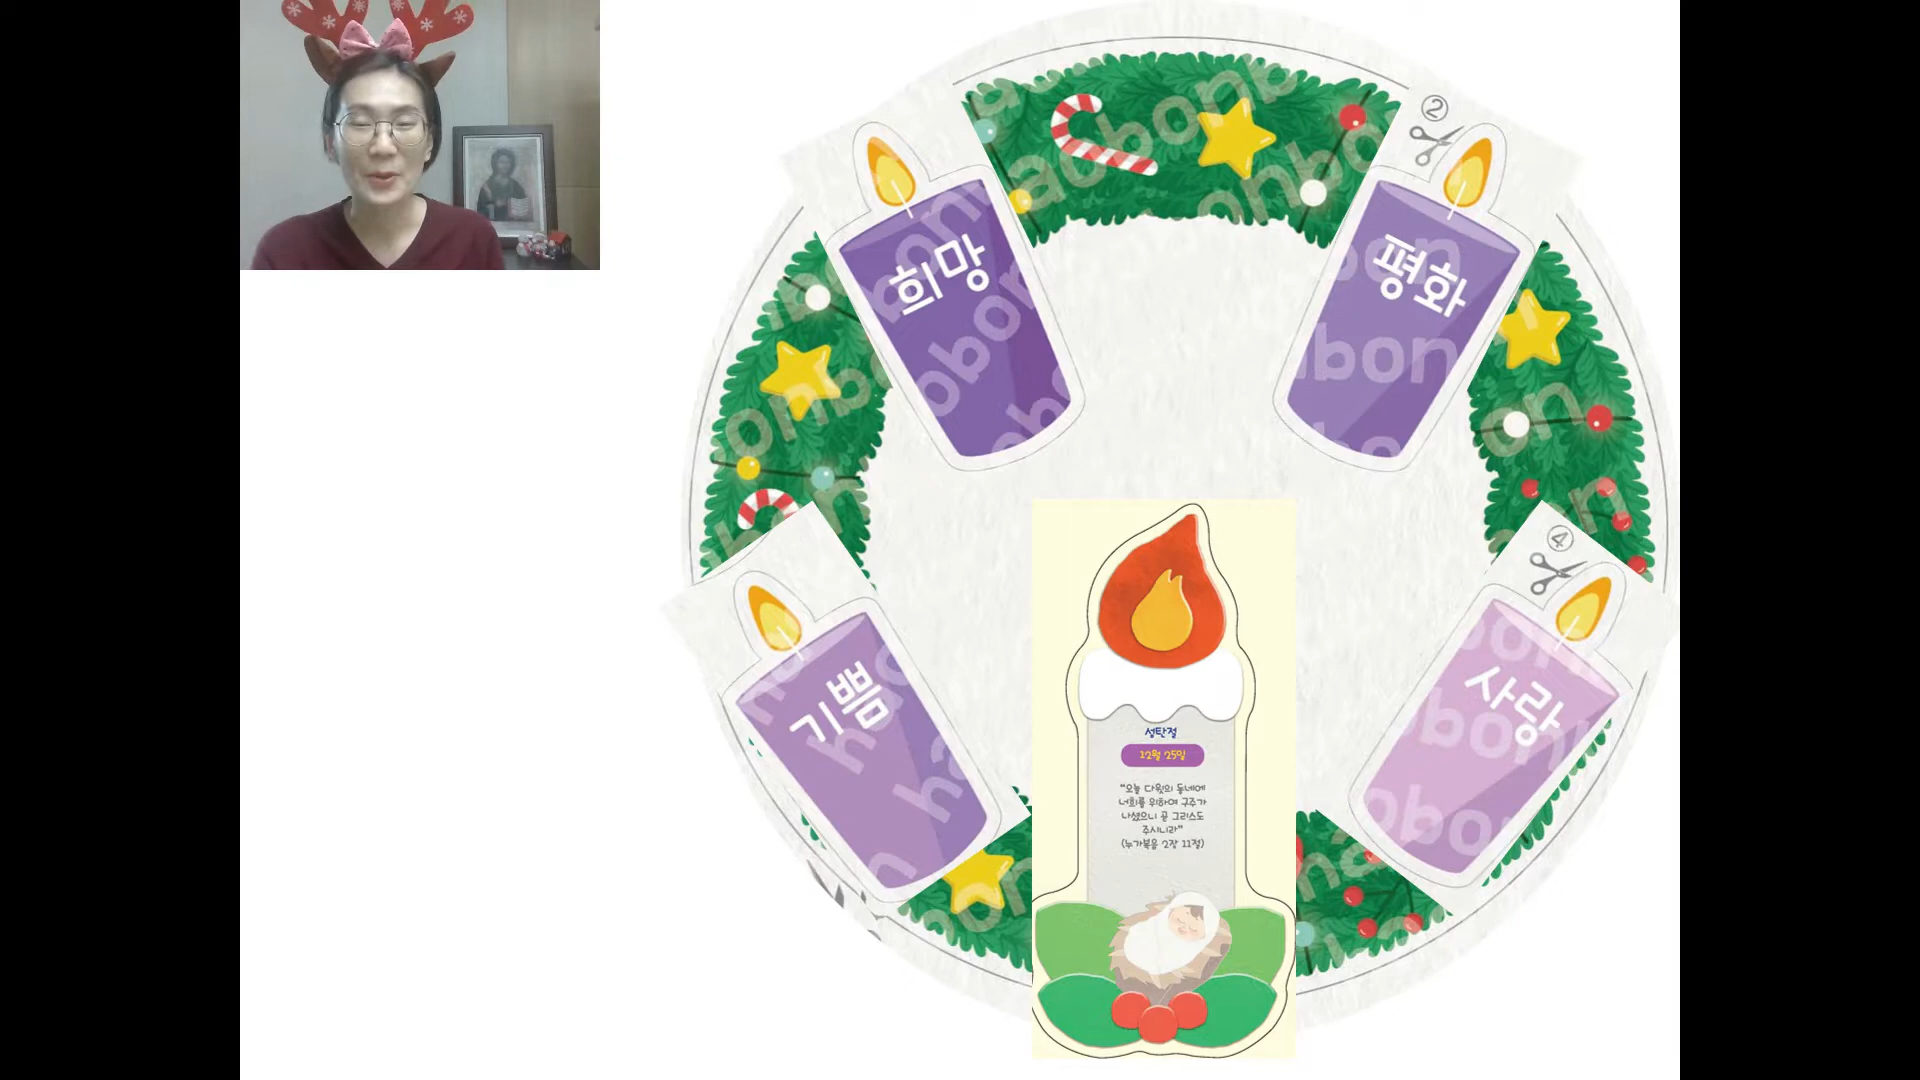 ②
희망
평화
④
기쁨
사랑
성탄절
12월 25일
"오늘 다윗의 동네에
너희를 위하여 구주가
나셨으니 곧 그리스도
주시니라"
(누가복음 2장 11절)